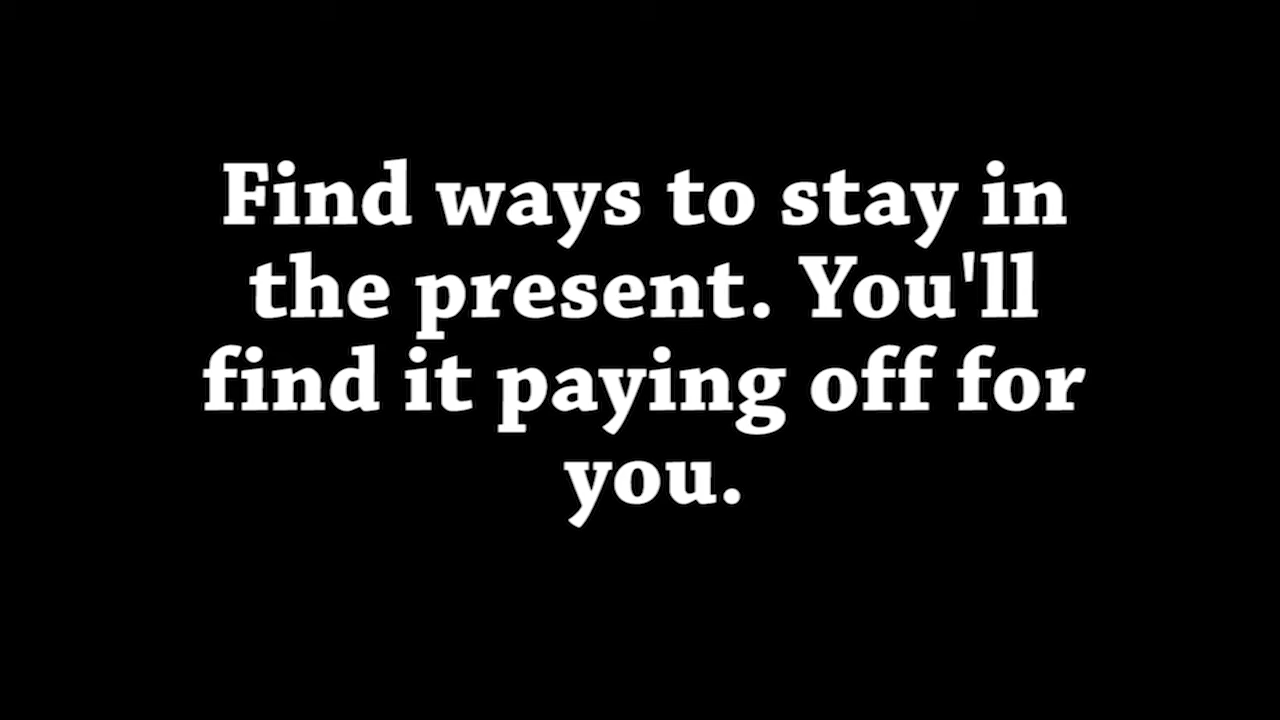 Find ways to stay in
the present. You'll
find it paying off for
you.